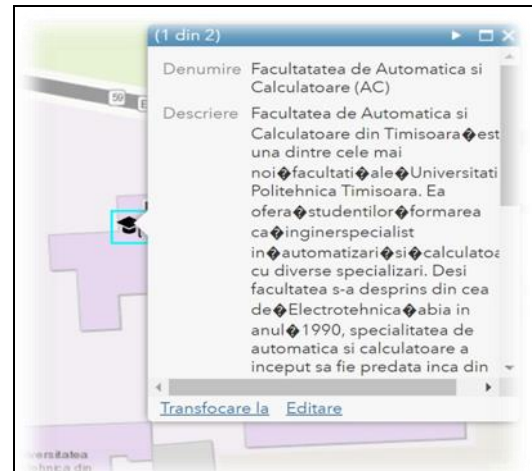 (1 din 2)
Denumire Facultatatea de Automatica si
Calculatoare (AC)
Descriere Facultatea de Automatica si
Calculatoare din Timisoara�est
una dintre cele mai
noi�facultati�ale�Universitati
Politehnica Timisoara. Ea
ofera�studentilor�formarea
ca�inginerspecialist
in�automatizari�si�calculatoa
cu diverse specializari. Desi
facultatea s-a desprins din cea
de�Electrotehnica�abia in
anul�1990, specialitatea de
automatica si calculatoare a
inceput sa fie predata inca din
Transfocare la Editare
59
versitatea
tehnica din